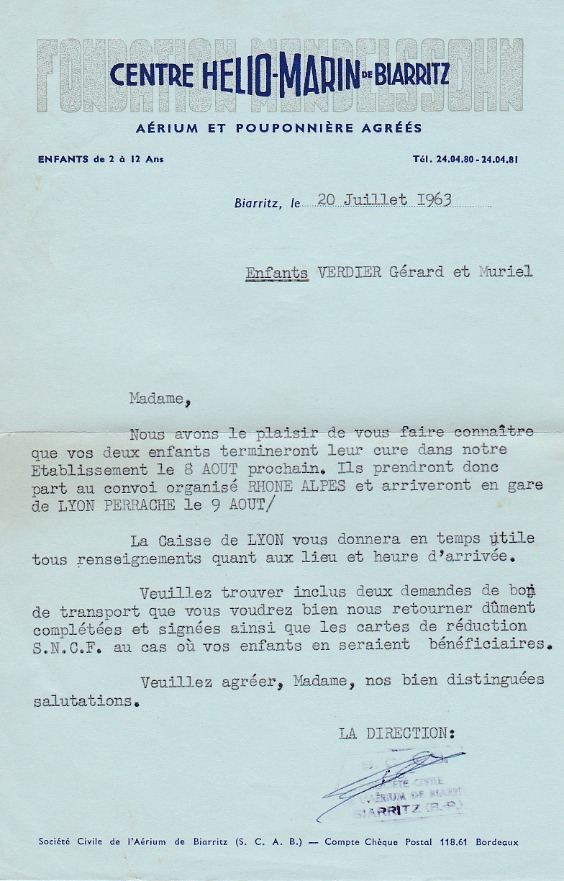 FONDATION MENDELSSOHN
CENTRE HELIO-MARIN DE BIARRITZ
AÉRIUM ET POUPONNIÈRE AGRÉÉS
ENFANTS de 2 à 12 Ans
Tél. 24.04.80 - 24.04.81
Biarritz, le 20 Juillet 1963
Enfants VERDIER Gérard et Muriel
Madame,
Nous avons le plaisir de vous faire connaître
que vos deux enfants termineront leur cure dans notre
Etablissement le 8 AOUT prochain. Ils prendront donc
part au convoi organisé RHONE ALPES et arriveront en gare
de LYON PERRACHE le 9 AOUT/
La Caisse de LYON vous donnera en temps utile
tous renseignements quant aux lieu et heure d'arrivée.
Veuillez trouver inclus deux demandes de bon
de transport que vous voudrez bien nous retourner dûment
complétées et signées ainsi que les cartes de réduction
S.N.C.F. au cas où vos enfants en seraient bénéficiaires.
Veuillez agréer, Madame, nos bien distinguées
salutations.
LA DIRECTION:
SOCIÉTÉ CIVILE
AÉRIUM DE BIARRITZ
BIARRITZ (B.-P.)
Société Civile de l'Aérium de Biarritz (S. C. A. B.) — Compte Chèque Postal 118.61 Bordeaux